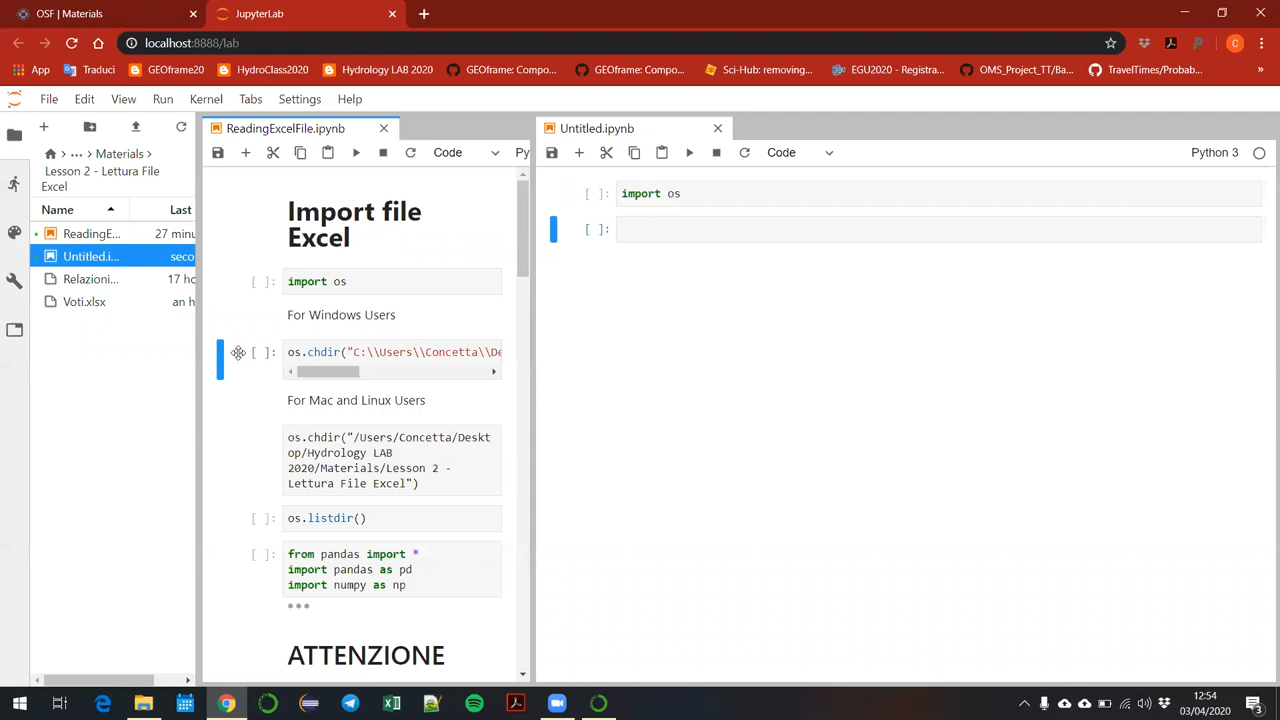 OSF | Materials
JupyterLab
localhost:8888/lab
App
Traduci
GEOframe20
HydroClass2020
Hydrology LAB 2020
GEOframe: Compo...
GEOframe: Compo...
Sci-Hub: removing...
EGU2020 - Registra...
OMS_Project_TT/Ba...
TravelTimes/Probab...
»
File Edit View Run Kernel Tabs Settings Help
ReadingExcelFile.ipynb
Untitled.ipynb
Code
Py
Code
Python 3
... Materials >
Lesson 2 - Lettura File
Excel
Name
Last
ReadingE...
27 minu
Untitled.i...
seco
Relazioni...
17 ho
Voti.xlsx
an h
Import file
Excel
[ ]: import os
For Windows Users
[ ]: os.chdir("C:\\Users\\Concetta\\De
For Mac and Linux Users
os.chdir("/Users/Concetta/Deskt
op/Hydrology LAB
2020/Materials/Lesson 2 -
Lettura File Excel")
[ ]: os.listdir()
[ ]: from pandas import *
import pandas as pd
import numpy as np
ATTENZIONE
[ ]: import os
[ ]:
12:54
03/04/2020
3